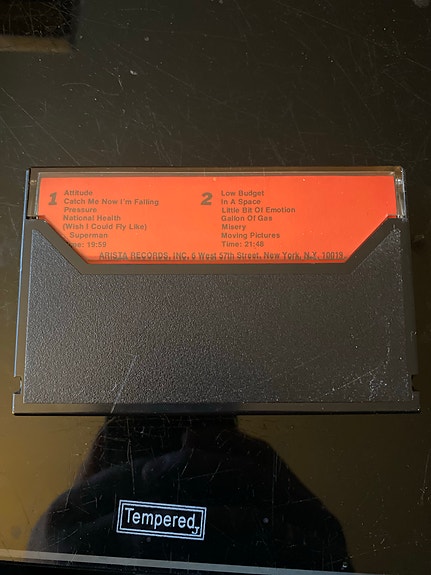 1
Attitude
Catch Me Now I'm Falling
Pressure
National Health
(Wish I Could Fly Like)
Superman
Time: 19:59
2
Low Budget
In A Space
Little Bit Of Emotion
Gallon Of Gas
Misery
Moving Pictures
Time: 21:48
ARISTA RECORDS, INC. 6 West 57th Street, New York, N.Y. 10019
Tempered